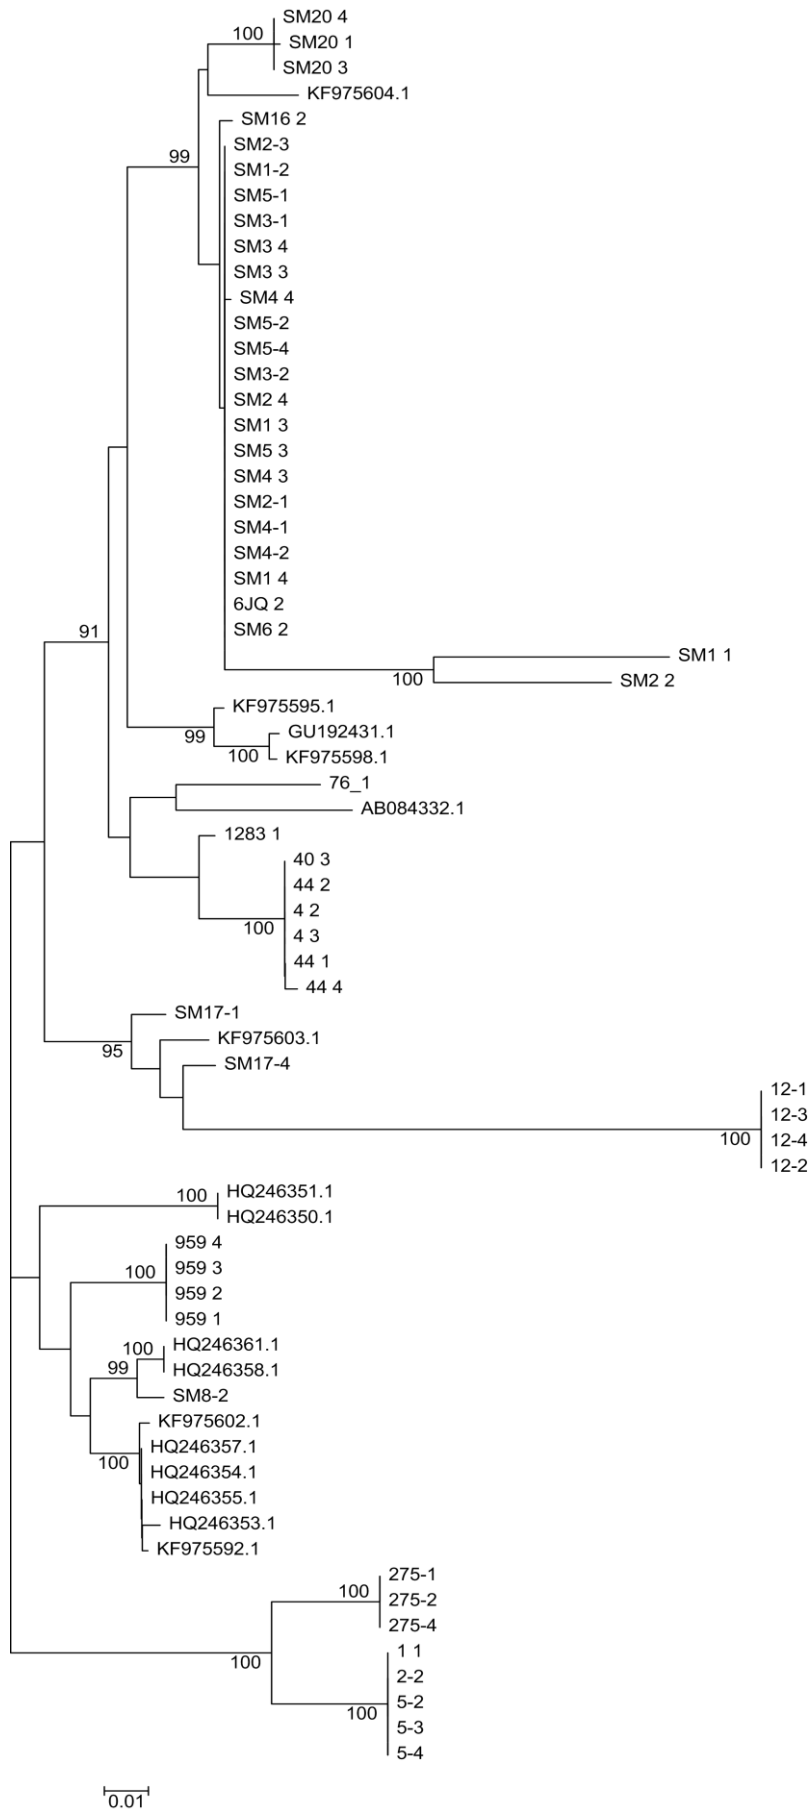 SM20 4
100
SM20 1
SM20 3
KF975604.1
SM16 2
SM2-3
99
SM1-2
SM5-1
SM3-1
SM3 4
SM3 3
SM4 4
SM5-2
SM5-4
SM3-2
SM2 4
SM1 3
SM5 3
SM4 3
SM2-1
SM4-1
SM4-2
SM1 4
6JQ 2
SM6 2
91
SM1 1
100
SM2 2
KF975595.1
99
GU192431.1
100
KF975598.1
76_1
AB084332.1
1283 1
40 3
44 2
4 2
100
4 3
44 1
44 4
SM17-1
95
KF975603.1
SM17-4
12-1
12-3
100
12-4
12-2
100
HQ246351.1
HQ246350.1
959 4
100
959 3
959 2
959 1
100
HQ246361.1
99
HQ246358.1
SM8-2
KF975602.1
HQ246357.1
100
HQ246354.1
HQ246355.1
HQ246353.1
KF975592.1
275-1
100
275-2
275-4
1 1
100
2-2
5-2
100
5-3
5-4
0.01